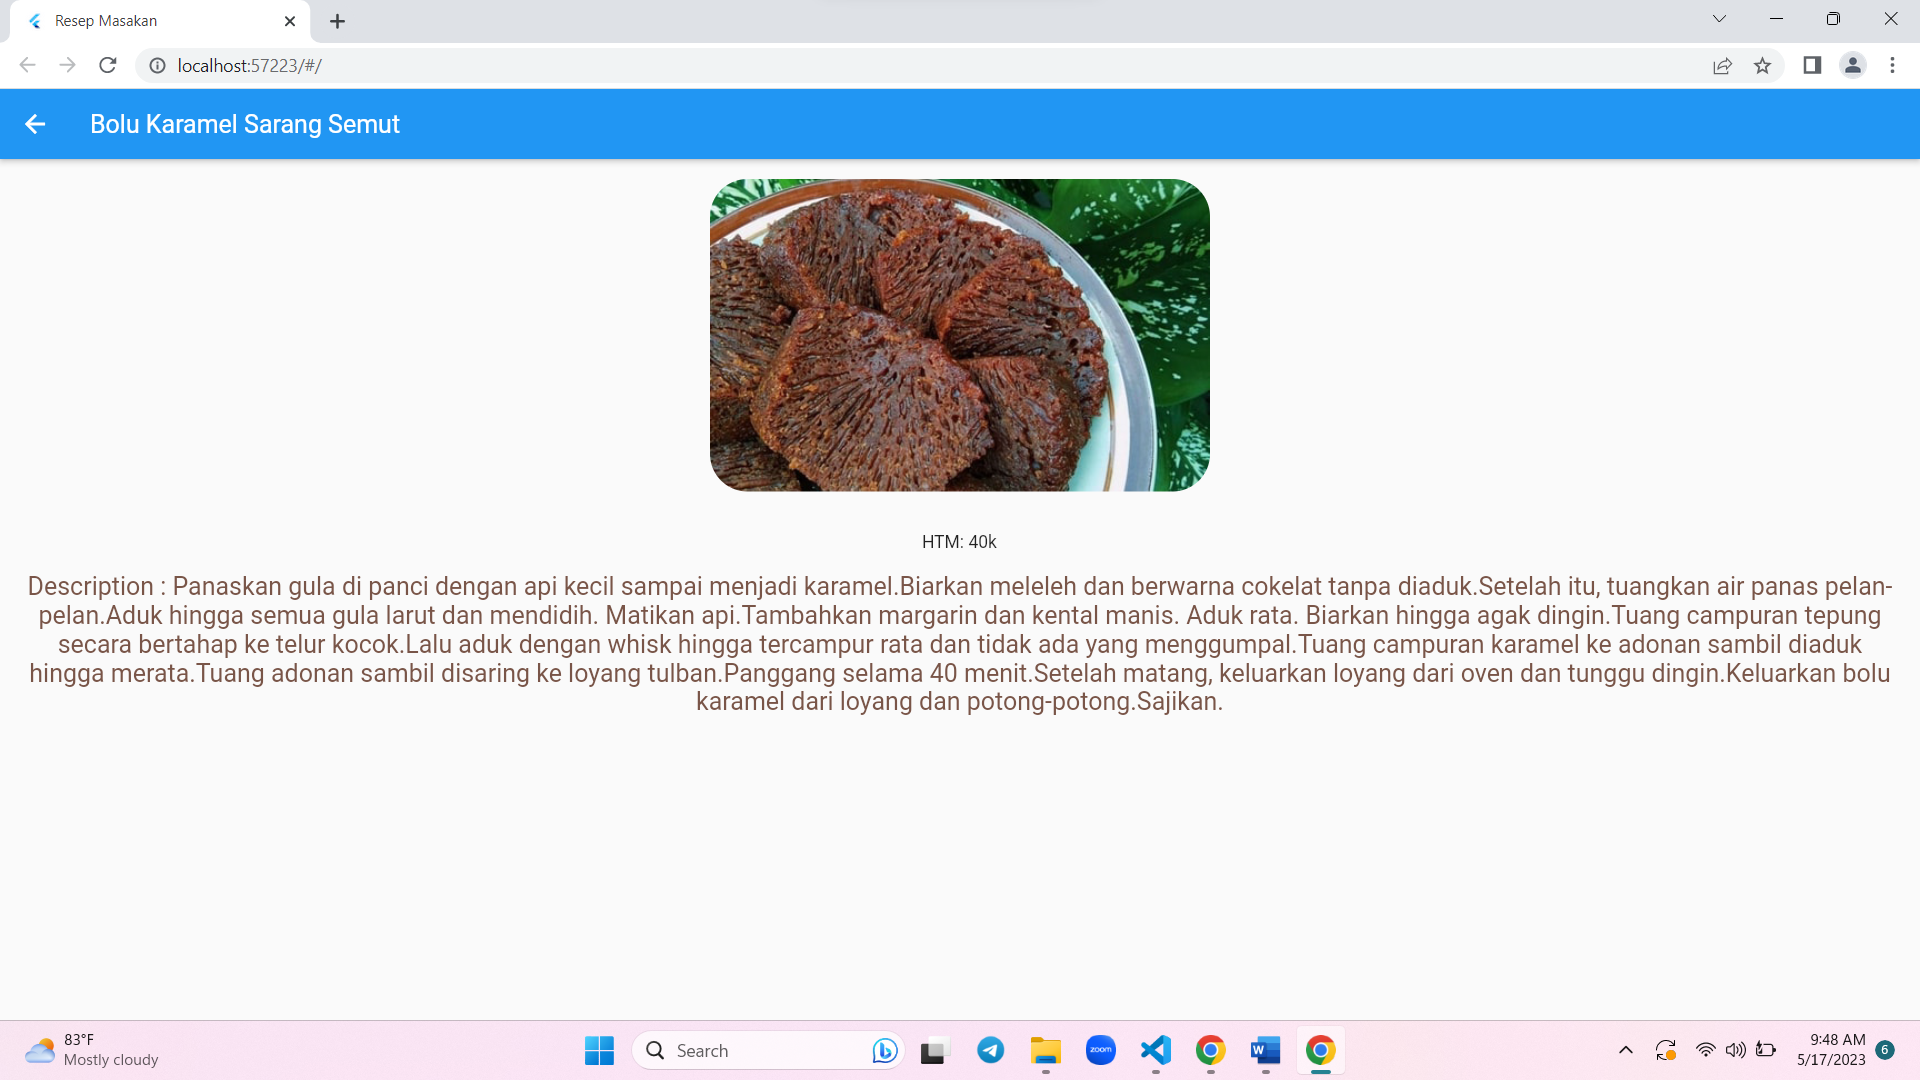 Resep Masakan
localhost:57223/#/
Bolu Karamel Sarang Semut
HTM: 40k
Description : Panaskan gula di panci dengan api kecil sampai menjadi karamel.Biarkan meleleh dan berwarna cokelat tanpa diaduk.Setelah itu, tuangkan air panas pelan-
pelan.Aduk hingga semua gula larut dan mendidih. Matikan api.Tambahkan margarin dan kental manis. Aduk rata. Biarkan hingga agak dingin.Tuang campuran tepung
secara bertahap ke telur kocok.Lalu aduk dengan whisk hingga tercampur rata dan tidak ada yang menggumpal.Tuang campuran karamel ke adonan sambil diaduk
hingga merata.Tuang adonan sambil disaring ke loyang tulban.Panggang selama 40 menit.Setelah matang, keluarkan loyang dari oven dan tunggu dingin.Keluarkan bolu
karamel dari loyang dan potong-potong.Sajikan.
83°F
Mostly cloudy
Search
zoom
W
9:48 AM
5/17/2023
6